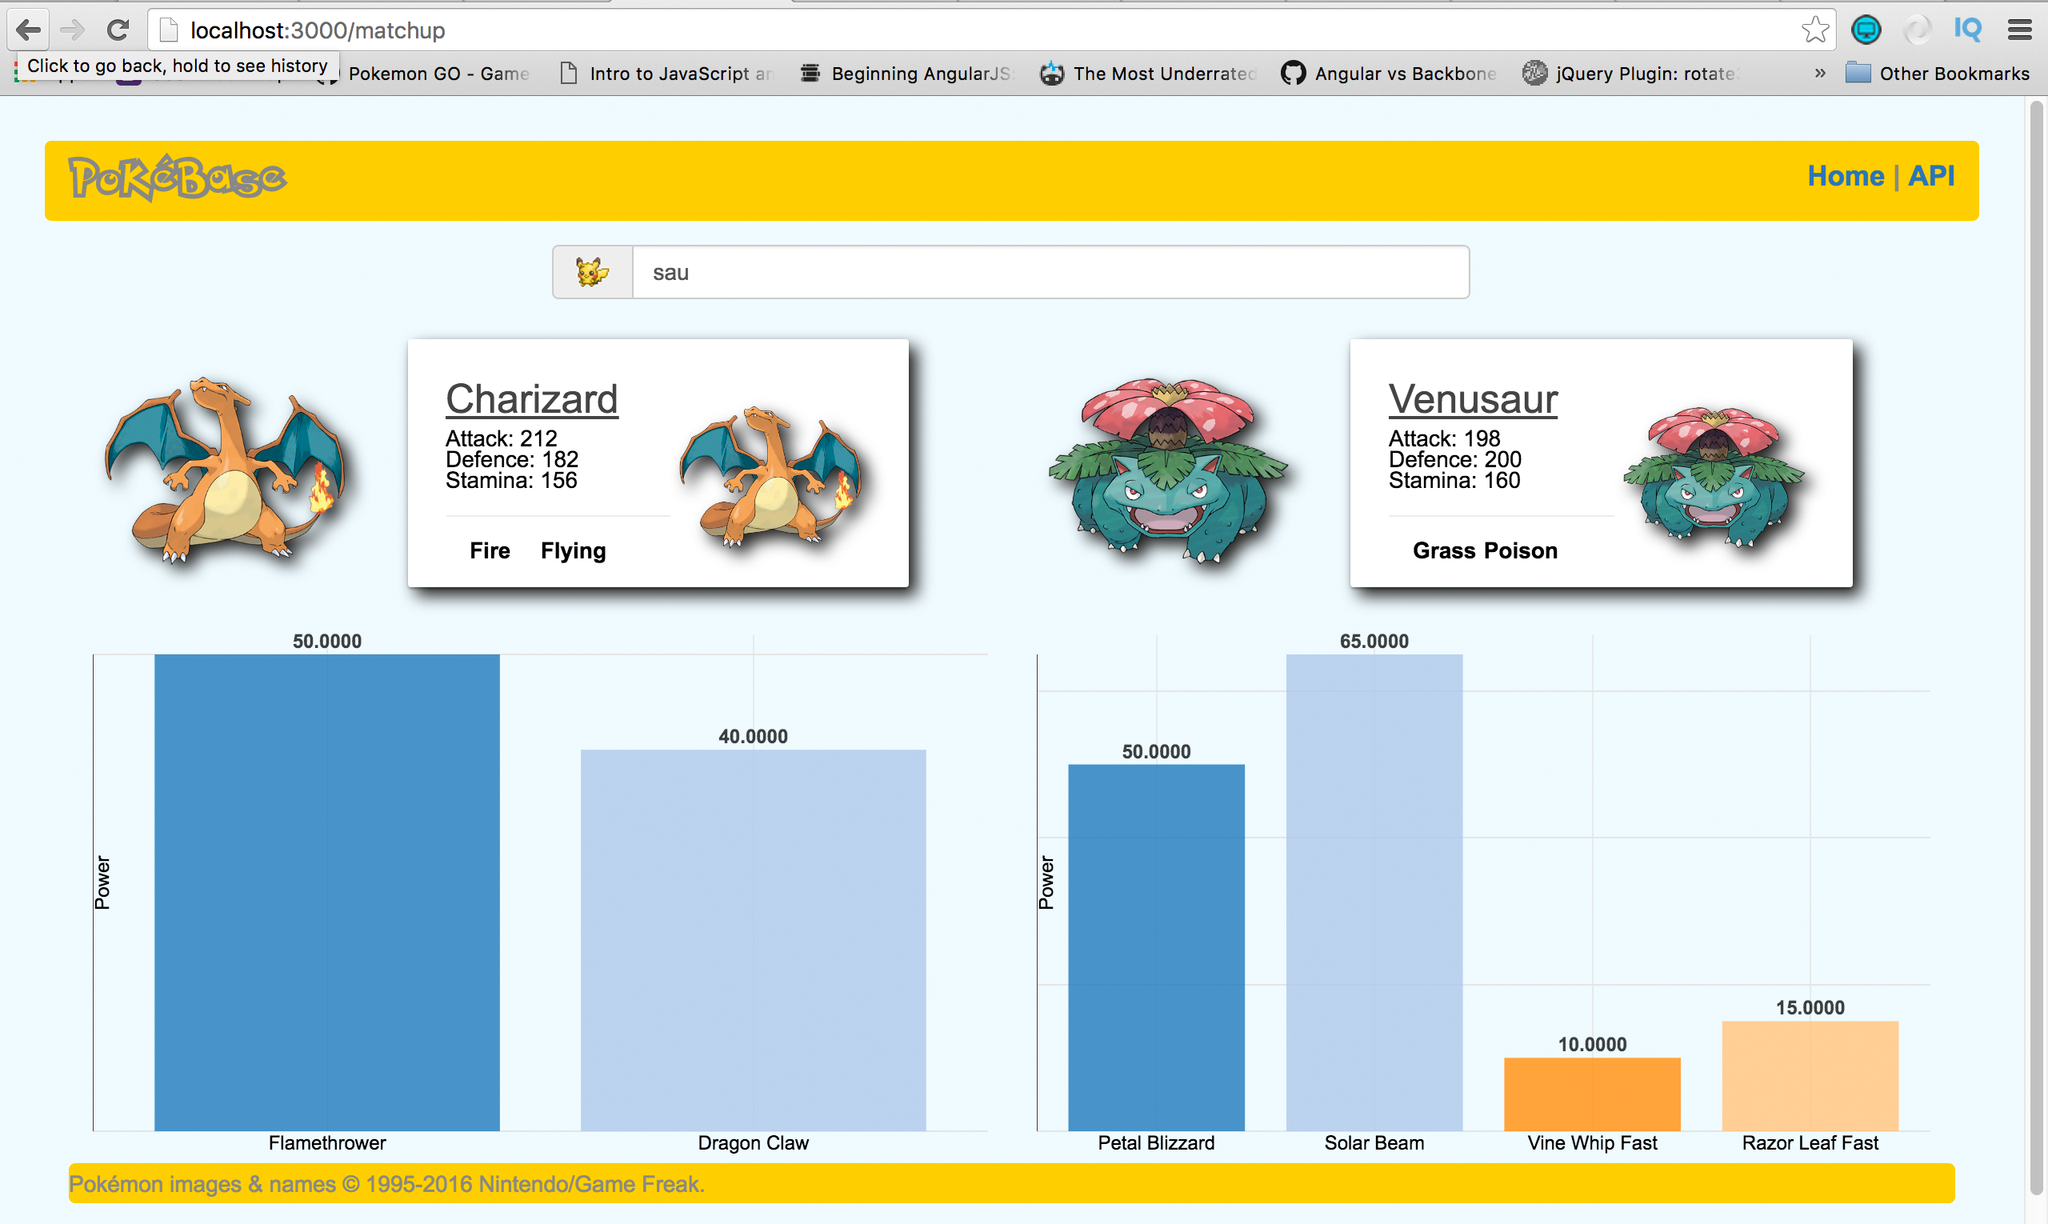 localhost:3000/matchup
Click to go back, hold to see history
Pokemon GO - Game
Intro to JavaScript an
Beginning AngularJS
The Most Underrated
Angular vs Backbone
jQuery Plugin: rotate
»
Other Bookmarks
IQ
PokéBase
Home | API
sau
Charizard
Attack: 212
Defence: 182
Stamina: 156
Fire Flying
Venusaur
Attack: 198
Defence: 200
Stamina: 160
Grass Poison
50.0000
40.0000
Power
Flamethrower
Dragon Claw
50.0000
65.0000
10.0000
15.0000
Power
Petal Blizzard
Solar Beam
Vine Whip Fast
Razor Leaf Fast
Pokémon images & names © 1995-2016 Nintendo/Game Freak.